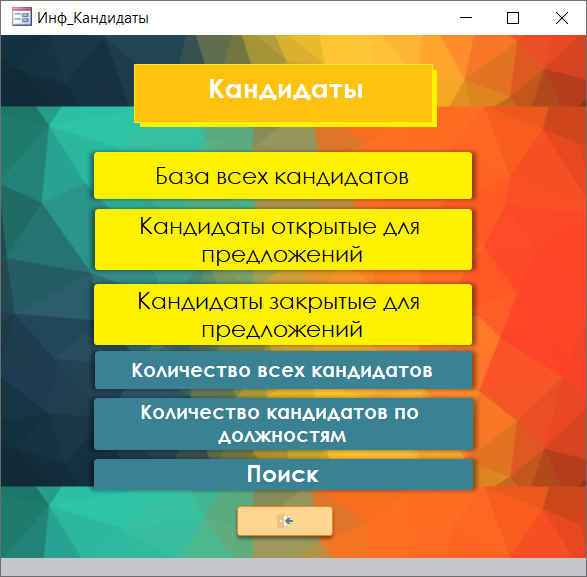 Инф_Кандидаты
Кандидаты
База всех кандидатов
Кандидаты открытые для
предложений
Кандидаты закрытые для
предложений
Количество всех кандидатов
Количество кандидатов по
должностям
Поиск